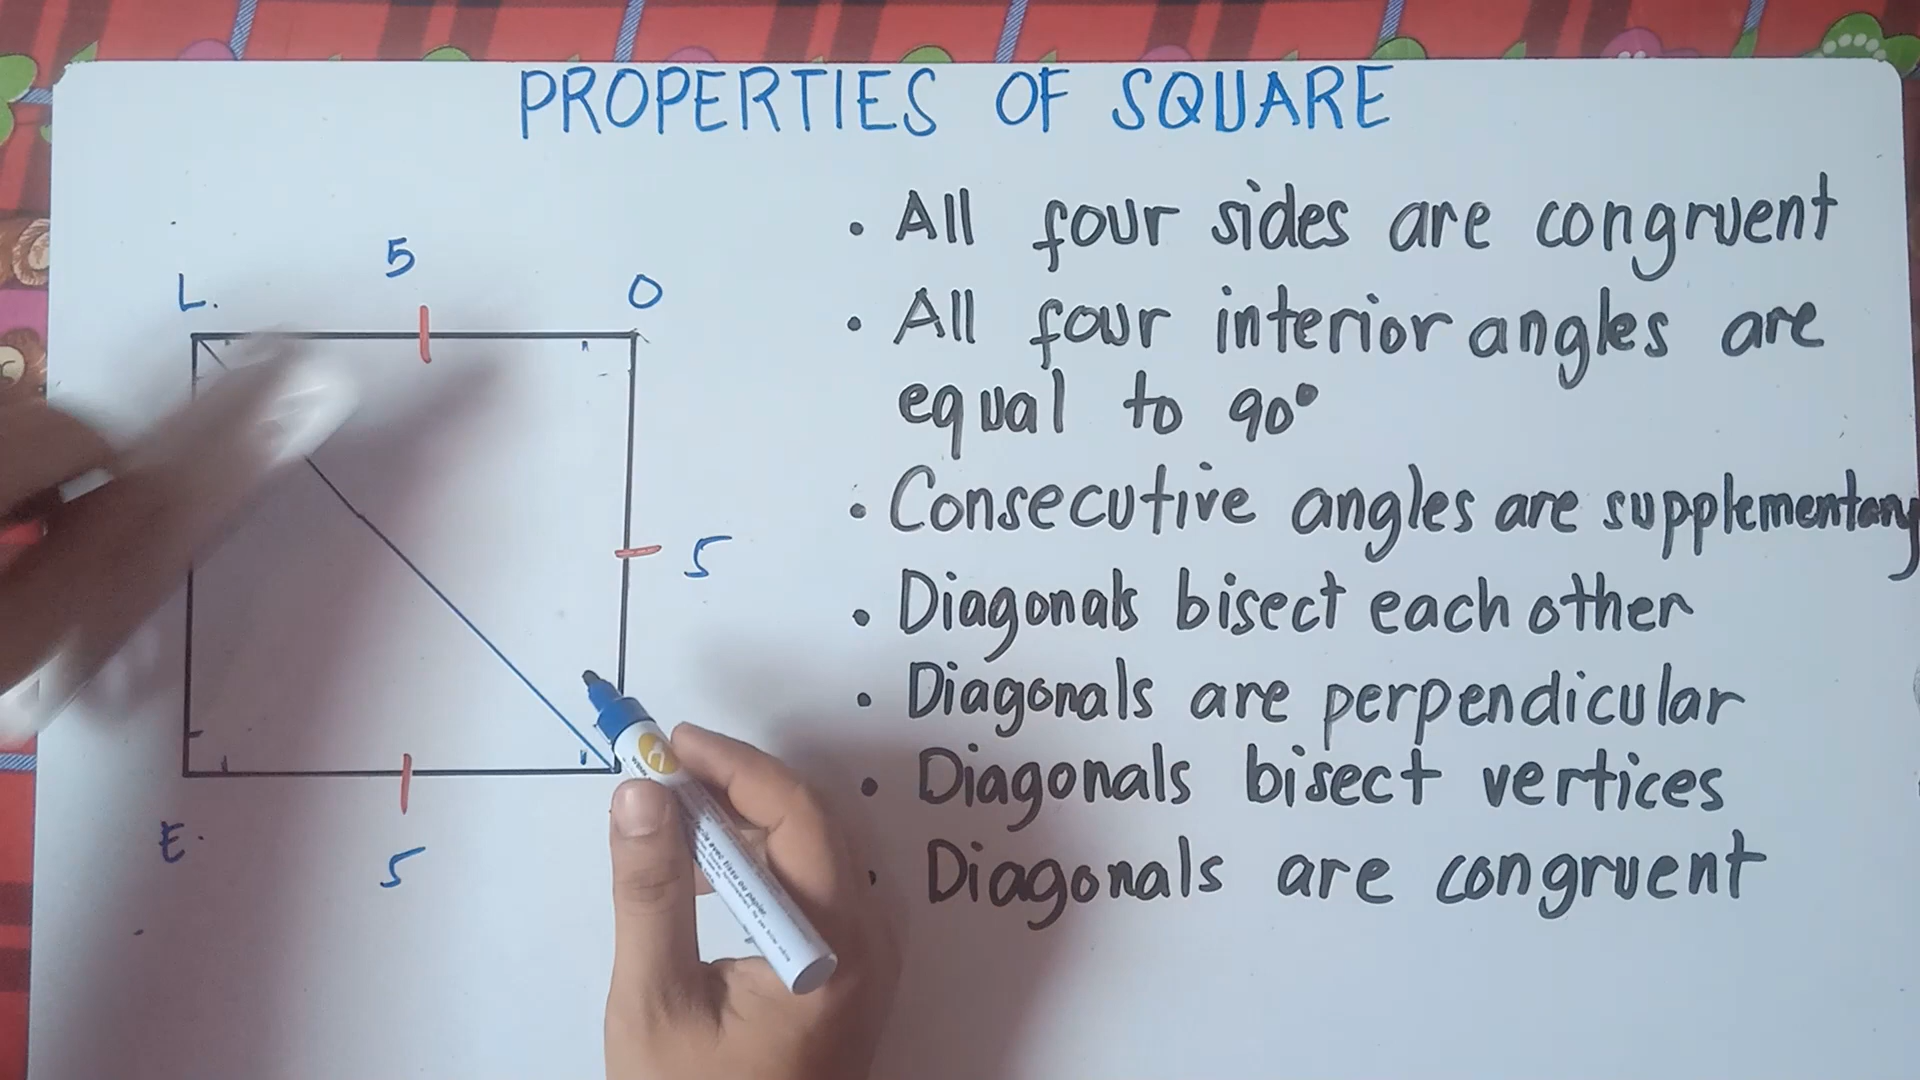 PROPERTIES OF SQUARE
5
L.
O
5
E.
5
• All four sides are congruent
• All four interior angles are
equal to 90°
• Consecutive angles are supplementary
• Diagonals bisect each other
• Diagonals are perpendicular
• Diagonals bisect vertices
• Diagonals are congruent